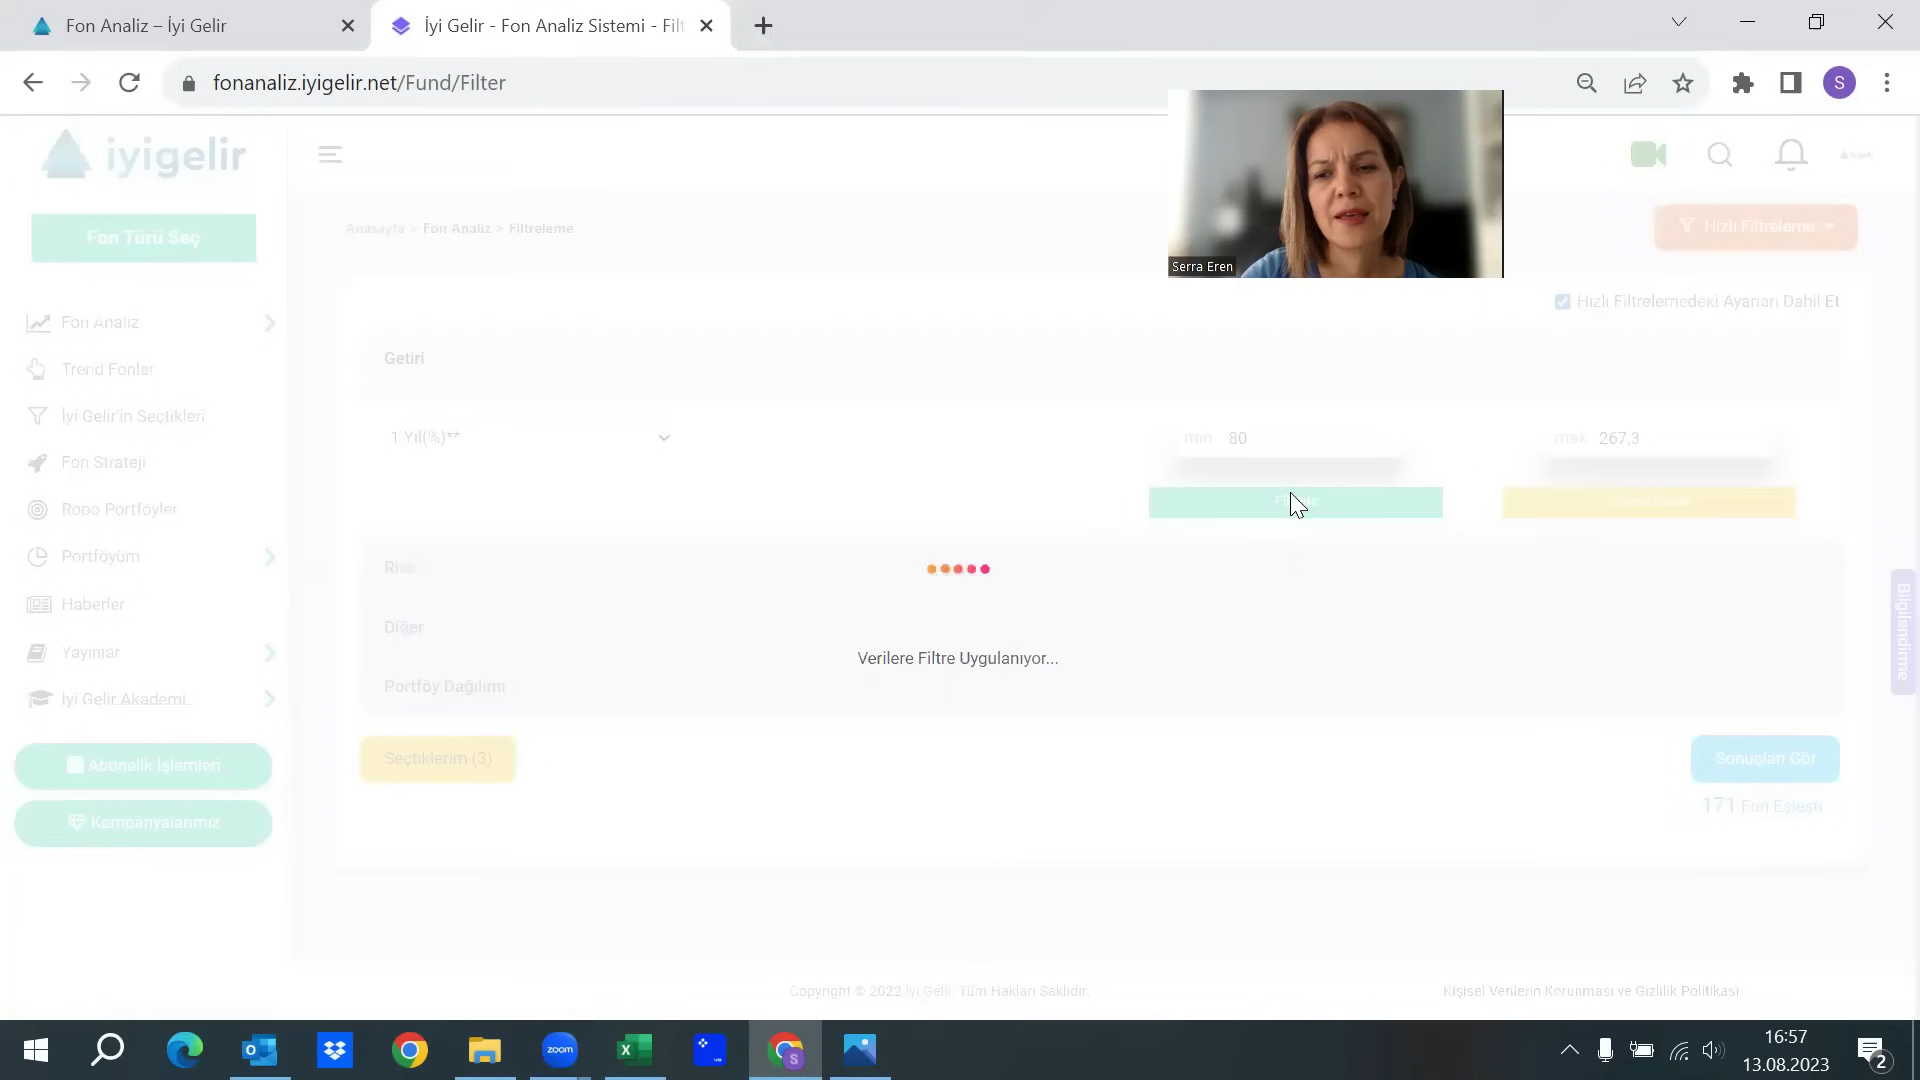 Fon Analiz – İyi Gelir
İyi Gelir - Fon Analiz Sistemi - Filt
fonanaliz.iyigelir.net/Fund/Filter
S
iyigelir
Serra Eren
Fon Türü Seç
Anasayfa > Fon Analiz > Filtreleme
Hızlı Filtreleme
Hızlı Filtrelemedeki Ayarları Dahil Et
Fon Analiz
Getiri
Trend Fonlar
İyi Gelir'in Seçtikleri
1 Yıl(%)**
min 80
max 267,3
Fon Strateji
Robo Portföyler
Portföyüm
Diğer
Haberler
Bilgilendirme
Verilere Filtre Uygulanıyor...
Yayınlar
Portföy Dağılımı
İyi Gelir Akademi
Seçtiklerim (3)
Sonuçları Gör
Abonelik İşlemleri
171 Fon Eşleşti
Kampanyalarımız
Copyright © 2022 İyi Gelir. Tüm Hakları Saklıdır.
Kişisel Verilerin Korunması ve Gizlilik Politikası
zoom
S
16:57
13.08.2023
2